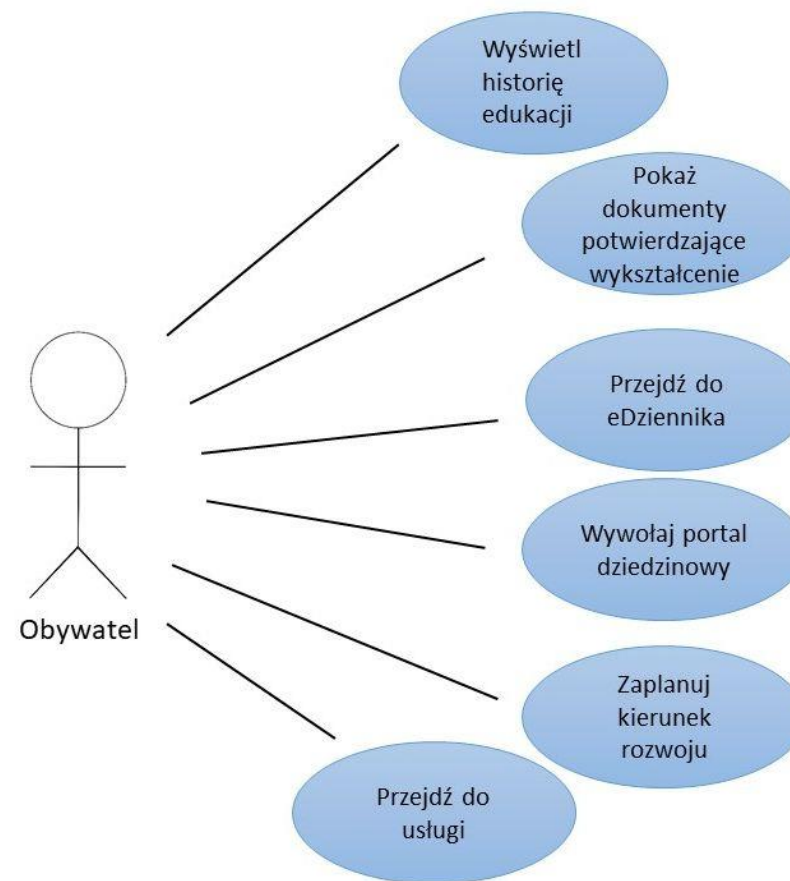 Wyświetl
historię
edukacji
Pokaż
dokumenty
potwierdzające
wykształcenie
Przejdź do
eDziennika
Wywołaj portal
dziedzinowy
Obywatel
Zaplanuj
kierunek
rozwoju
Przejdź do
usługi